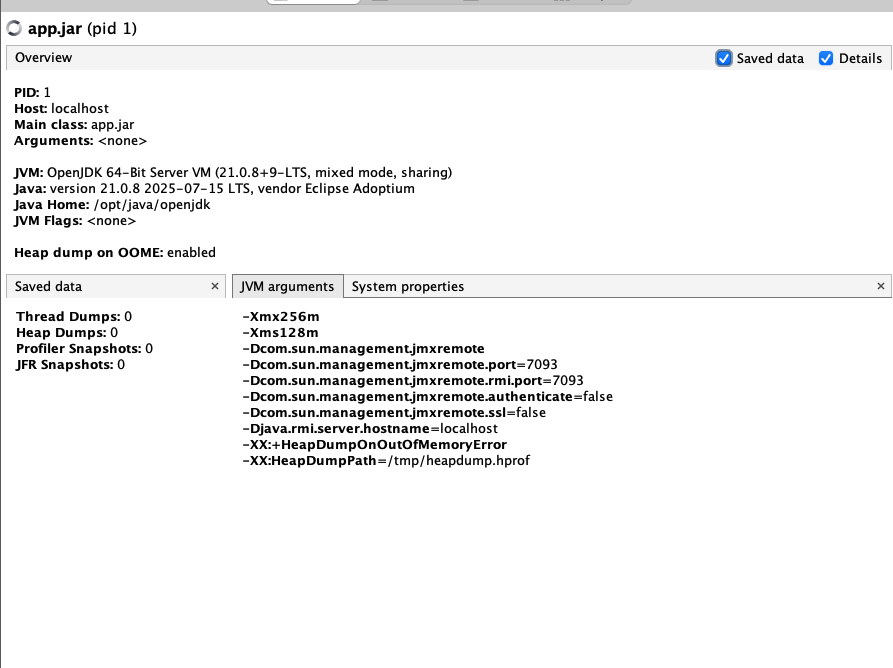 app.jar (pid 1)
Overview
Saved data
Details
PID: 1
Host: localhost
Main class: app.jar
Arguments: <none>
JVM: OpenJDK 64-Bit Server VM (21.0.8+9-LTS, mixed mode, sharing)
Java: version 21.0.8 2025-07-15 LTS, vendor Eclipse Adoptium
Java Home: /opt/java/openjdk
JVM Flags: <none>
Heap dump on OOME: enabled
Saved data
Thread Dumps: 0
Heap Dumps: 0
Profiler Snapshots: 0
JFR Snapshots: 0
JVM arguments
System properties
-Xmx256m
-Xms128m
-Dcom.sun.management.jmxremote
-Dcom.sun.management.jmxremote.port=7093
-Dcom.sun.management.jmxremote.rmi.port=7093
-Dcom.sun.management.jmxremote.authenticate=false
-Dcom.sun.management.jmxremote.ssl=false
-Djava.rmi.server.hostname=localhost
-XX:+HeapDumpOnOutOfMemoryError
-XX:HeapDumpPath=/tmp/heapdump.hprof